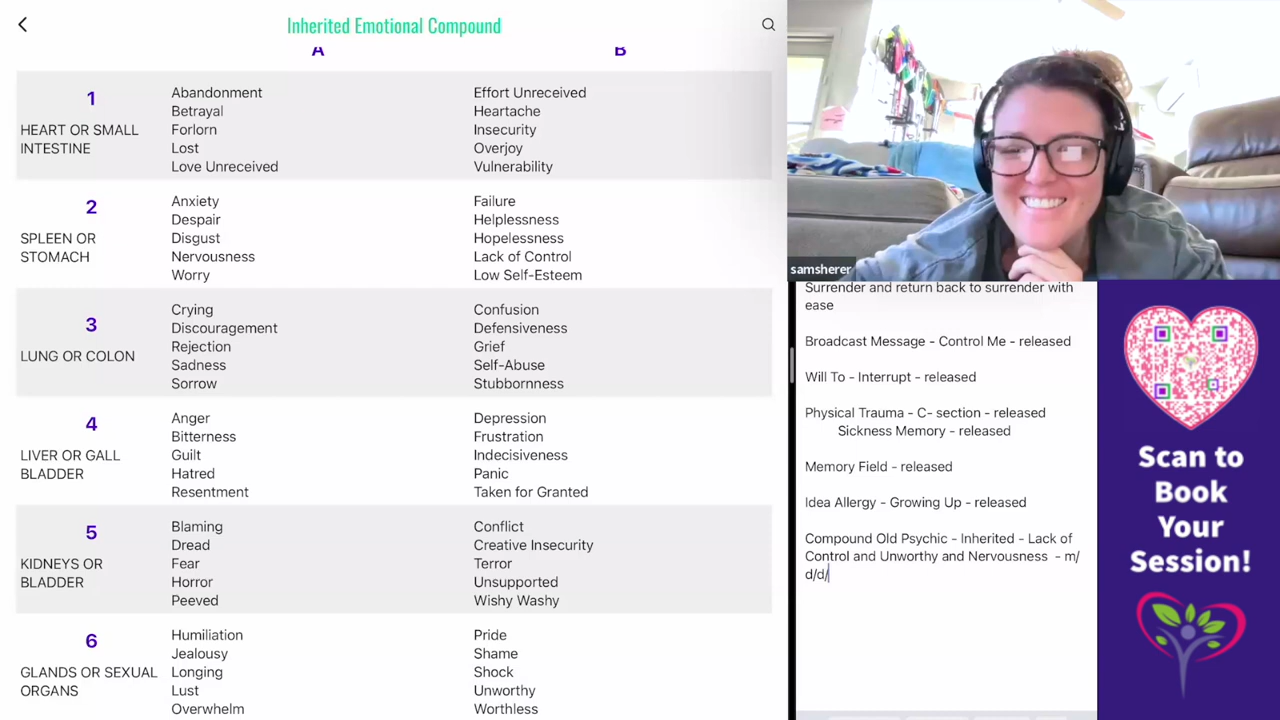 Inherited Emotional Compound
A B
1
HEART OR SMALL
INTESTINE
Abandonment
Betrayal
Forlorn
Lost
Love Unreceived
Effort Unreceived
Heartache
Insecurity
Overjoy
Vulnerability
2
SPLEEN OR
STOMACH
Anxiety
Despair
Disgust
Nervousness
Worry
Failure
Helplessness
Hopelessness
Lack of Control
Low Self-Esteem
3
LUNG OR COLON
Crying
Discouragement
Rejection
Sadness
Sorrow
Confusion
Defensiveness
Grief
Self-Abuse
Stubbornness
4
LIVER OR GALL
BLADDER
Anger
Bitterness
Guilt
Hatred
Resentment
Depression
Frustration
Indecisiveness
Panic
Taken for Granted
5
KIDNEYS OR
BLADDER
Blaming
Dread
Fear
Horror
Peeved
Conflict
Creative Insecurity
Terror
Unsupported
Wishy Washy
6
GLANDS OR SEXUAL
ORGANS
Humiliation
Jealousy
Longing
Lust
Overwhelm
Pride
Shame
Shock
Unworthy
Worthless
samsherer
Surrender and return back to surrender with
ease
Broadcast Message - Control Me - released
Will To - Interrupt - released
Physical Trauma - C- section - released
Sickness Memory - released
Memory Field - released
Idea Allergy - Growing Up - released
Compound Old Psychic - Inherited - Lack of
Control and Unworthy and Nervousness - m/
d/d/
Scan to
Book
Your
Session!